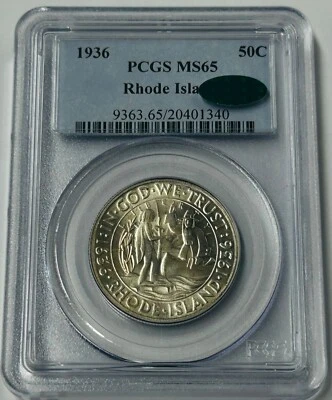 1936 50C
PCGS MS65
Rhode Isla
9363.65/20401340
1636 · IN · GOD · WE · TRUST · 1936
· RHODE · ISLAND ·